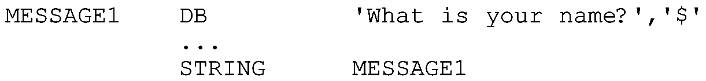 MESSAGE1 DB 'What is your name?','$'
...
STRING MESSAGE1